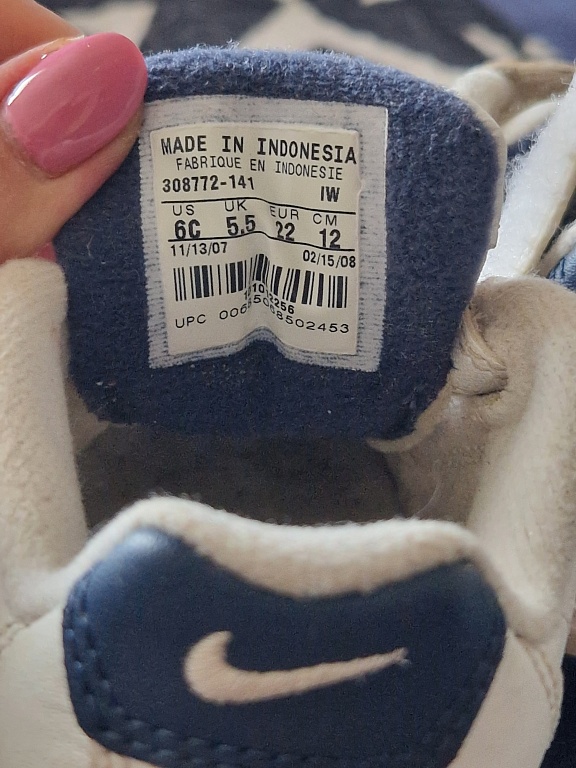 MADE IN INDONESIA
FABRIQUE EN INDONESIE
308772-141 IW
US UK EUR CM
6C 5.5 22 12
11/13/07 02/15/08